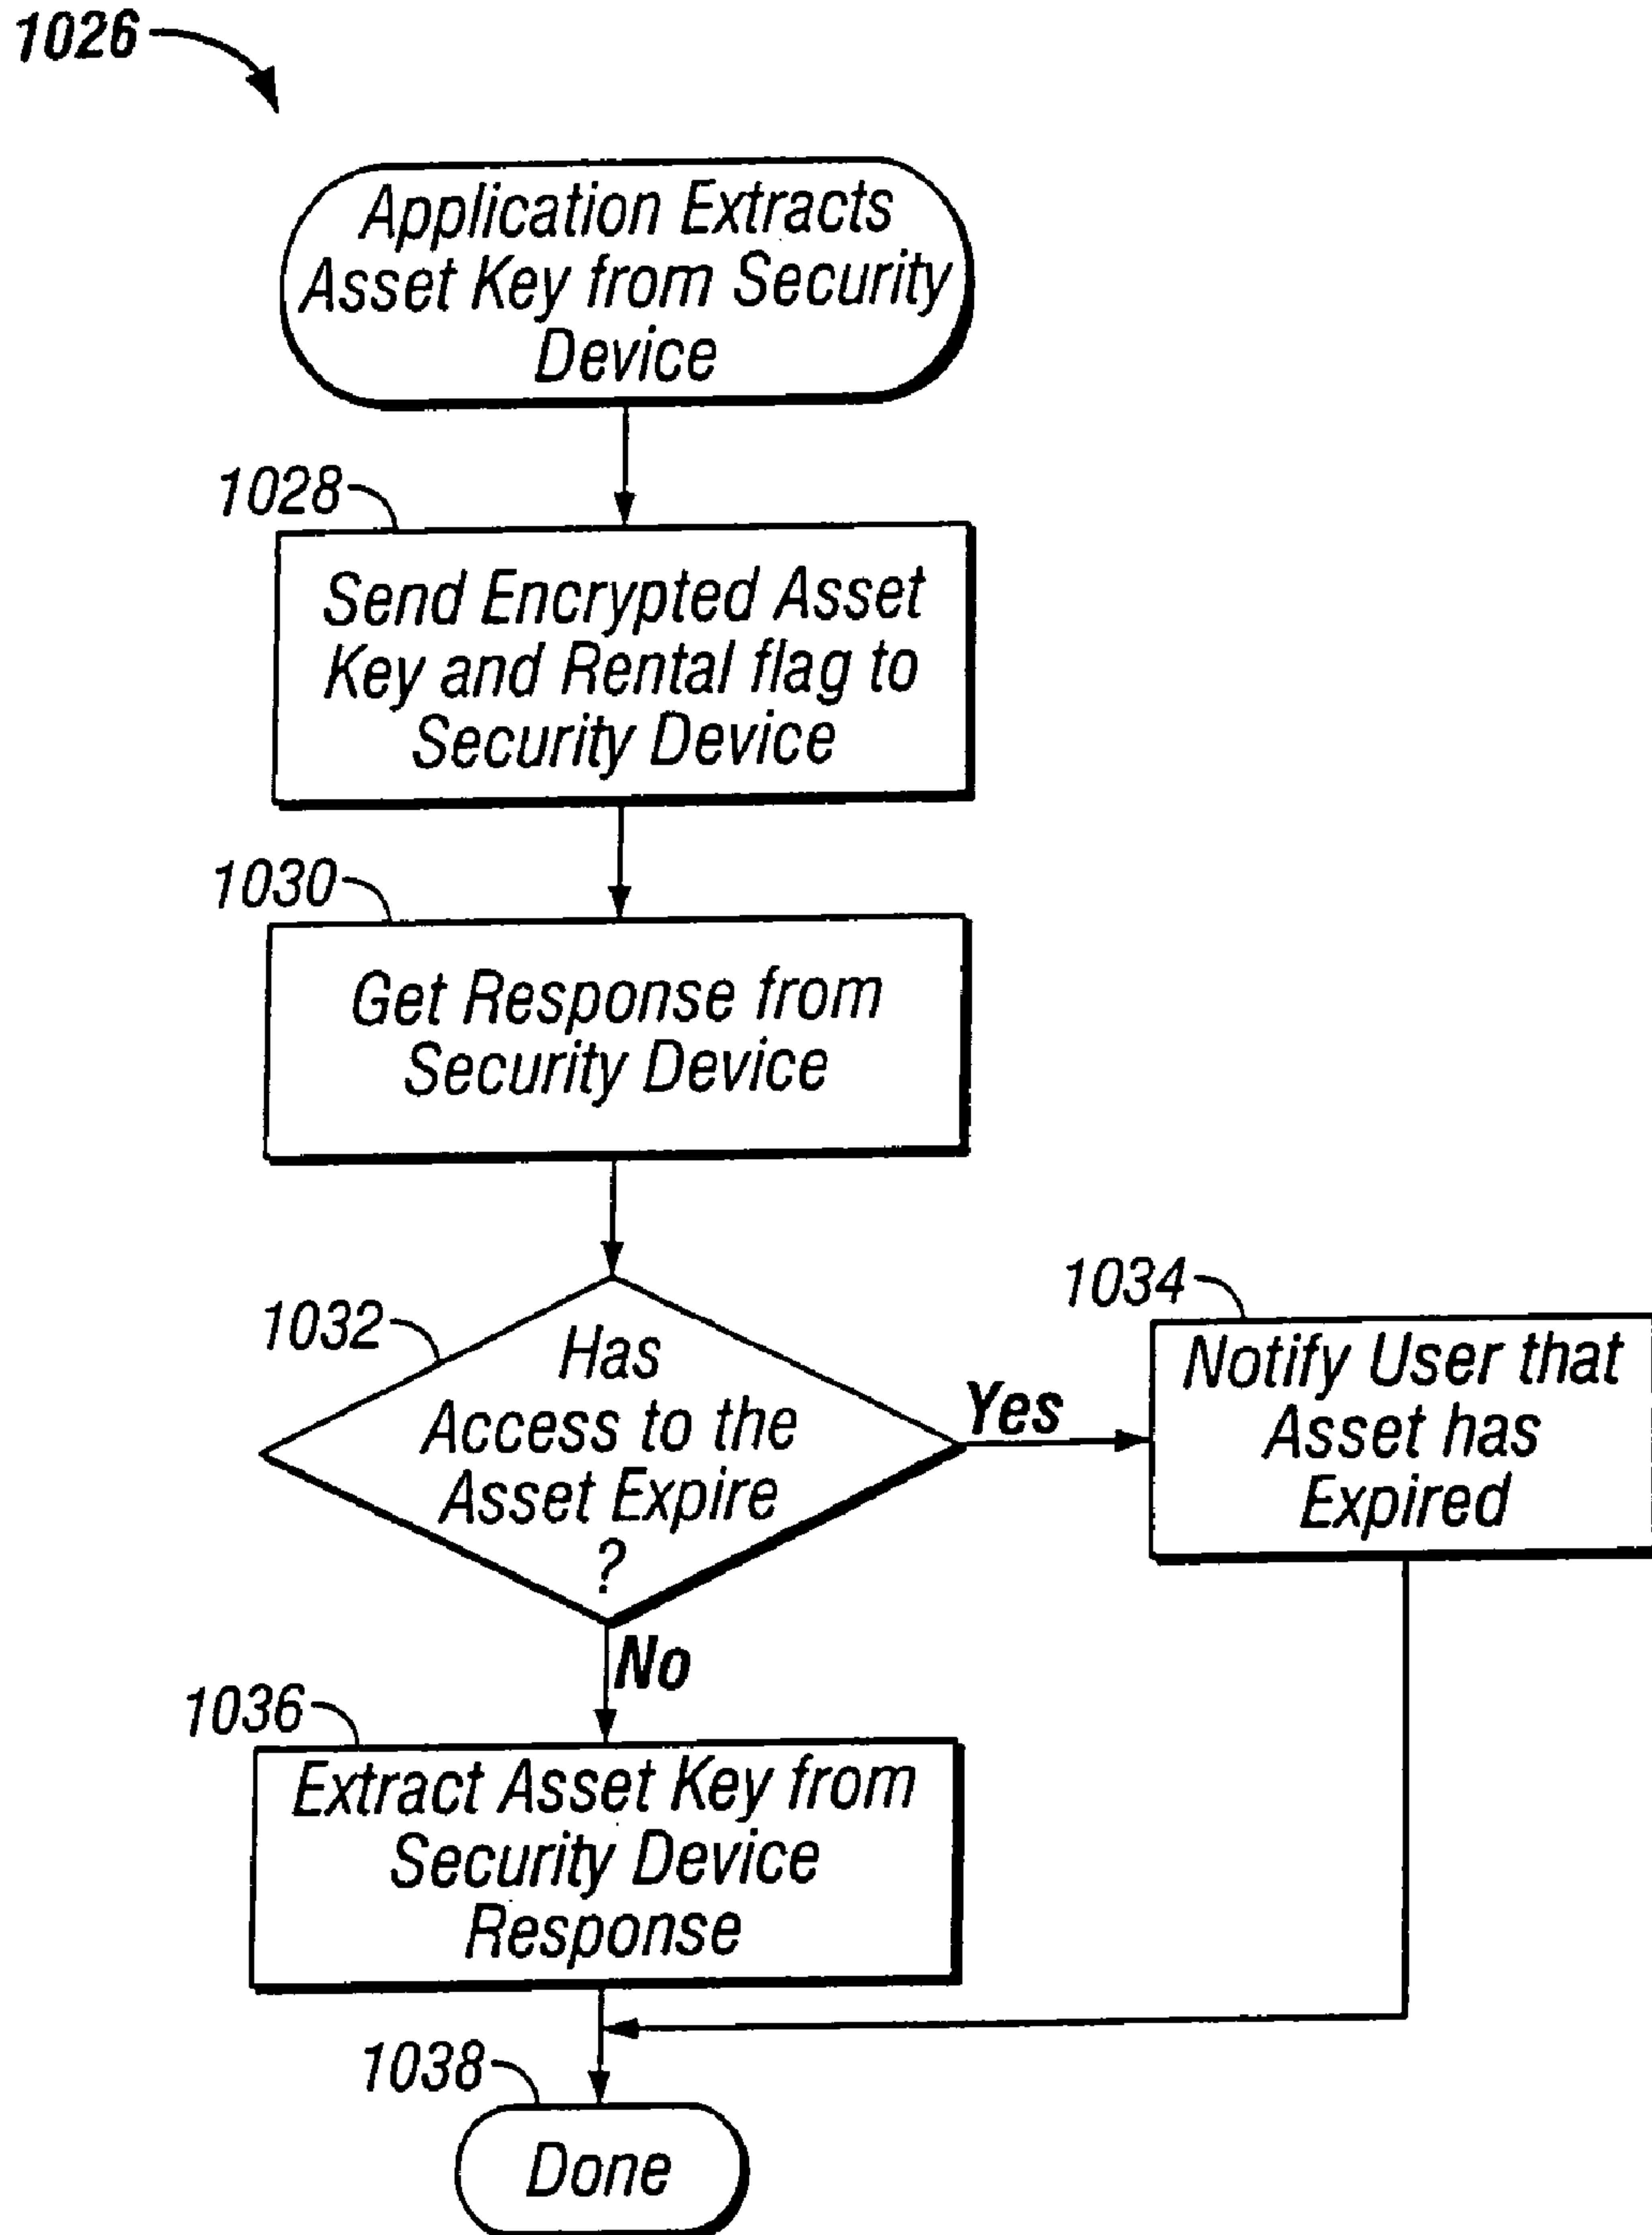 1026
Application Extracts
Asset Key from Security
Device
1028
Send Encrypted Asset
Key and Rental flag to
Security Device
1030
Get Response from
Security Device
1032
Has
Access to the
Asset Expire
?
Yes
1034
Notify User that
Asset has
Expired
No
1036
Extract Asset Key from
Security Device
Response
1038
Done